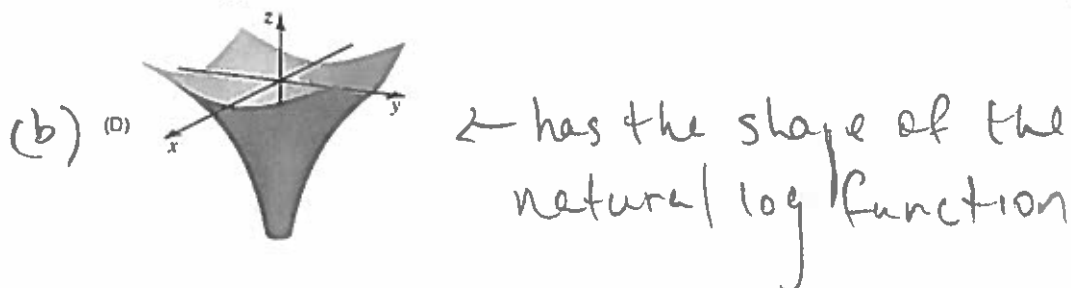 z
y
x
(b) (D) ← has the shape of the
natural log function